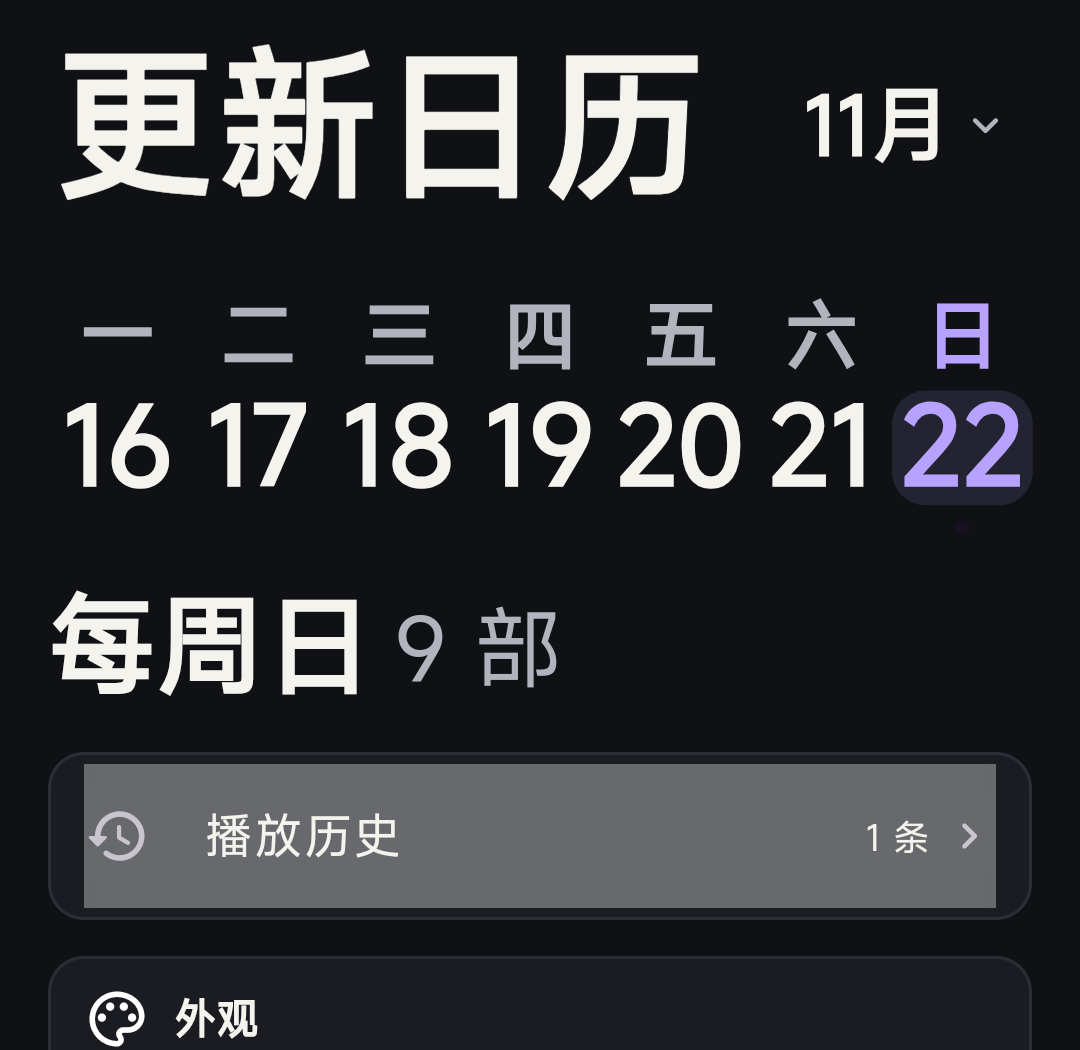 更新日历 11月
一 二 三 四 五 六 日
16 17 18 19 20 21 22
每周日 9 部
播放历史 1 条
外观